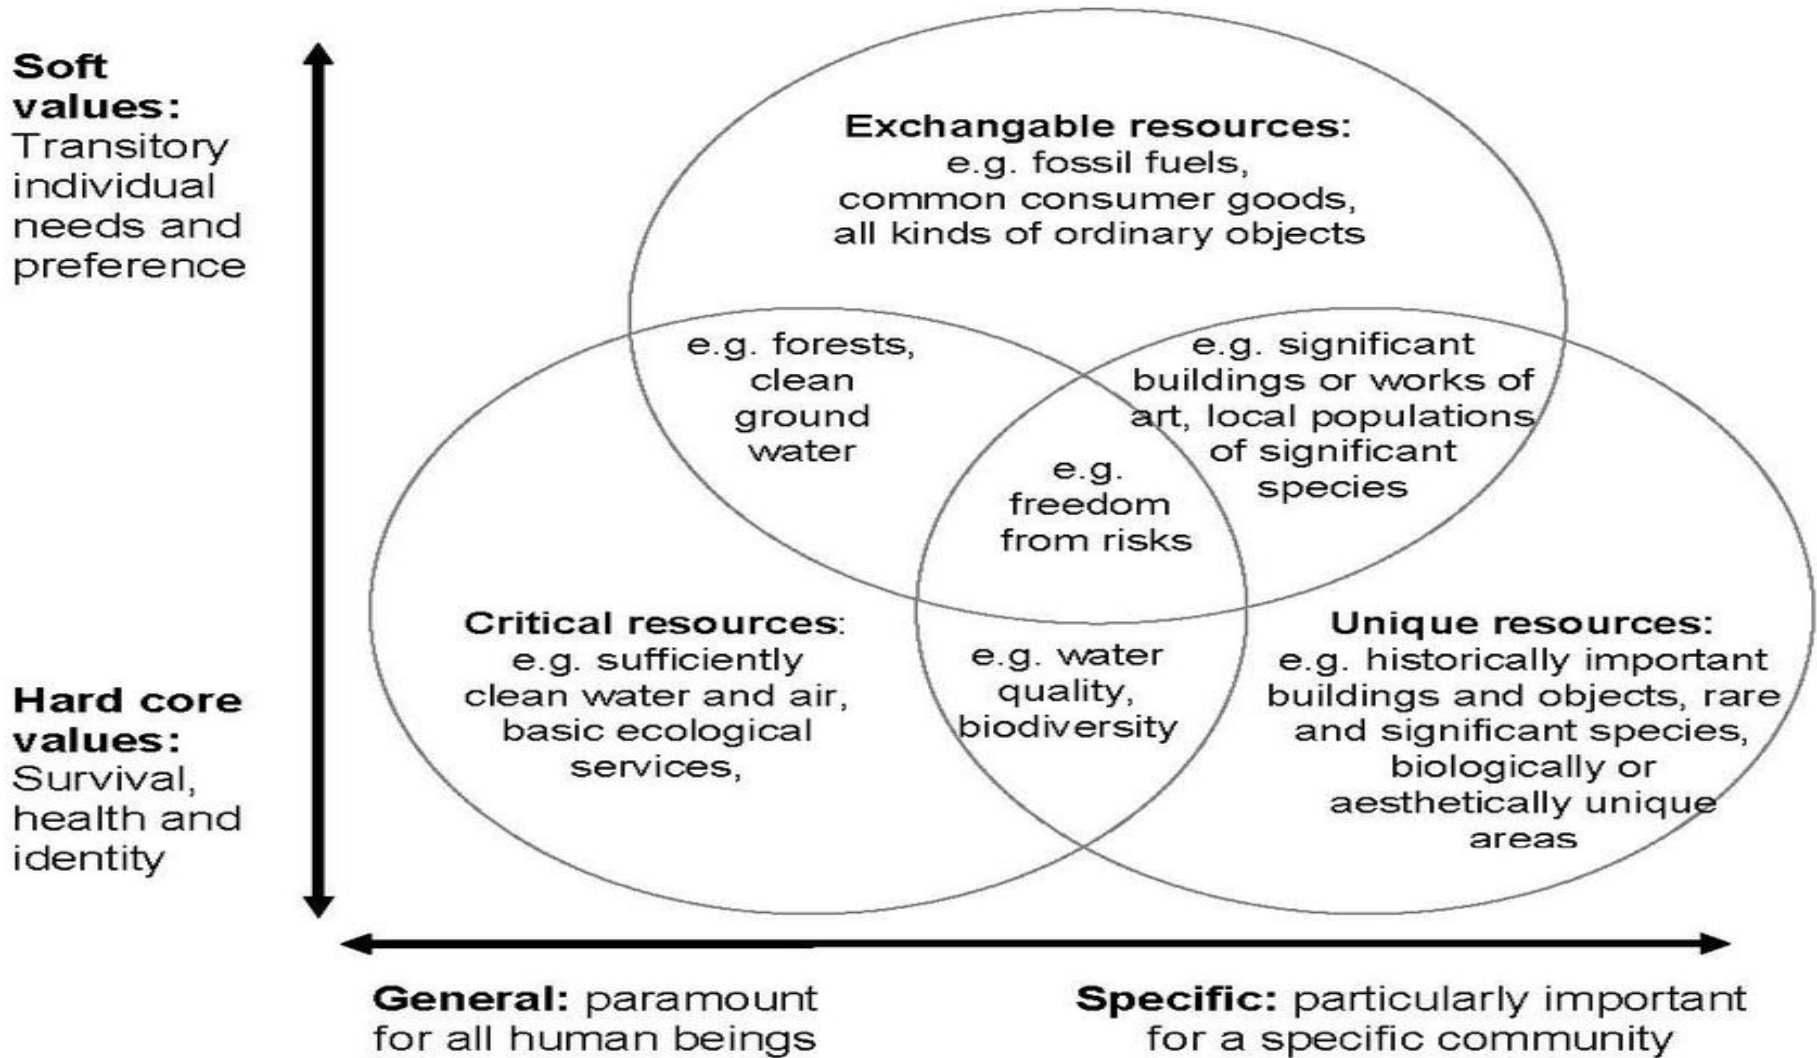 Soft
values:
Transitory
individual
needs and
preference
Exchangable resources:
e.g. fossil fuels,
common consumer goods,
all kinds of ordinary objects
e.g. forests,
clean
ground
water
e.g. significant
buildings or works of
art, local populations
of significant
species
e.g.
freedom
from risks
Critical resources:
e.g. sufficiently
clean water and air,
basic ecological
services,
e.g. water
quality,
biodiversity
Unique resources:
e.g. historically important
buildings and objects, rare
and significant species,
biologically or
aesthetically unique
areas
Hard core
values:
Survival,
health and
identity
General: paramount
for all human beings
Specific: particularly important
for a specific community